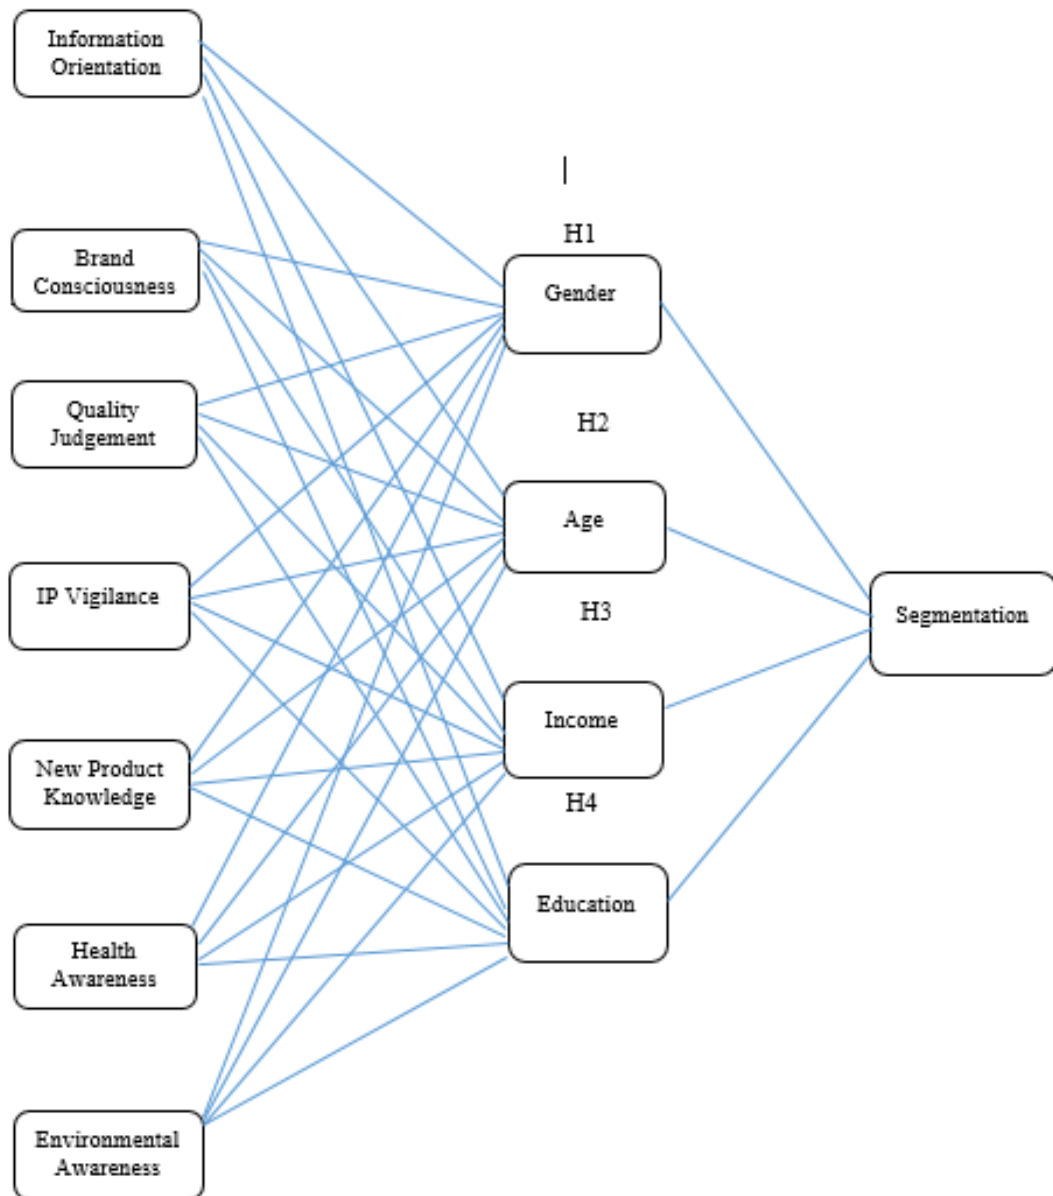 Information
Orientation
Brand
Consciousness
Quality
Judgement
IP Vigilance
New Product
Knowledge
Health
Awareness
Environmental
Awareness
H1
Gender
H2
Age
H3
Income
H4
Education
Segmentation